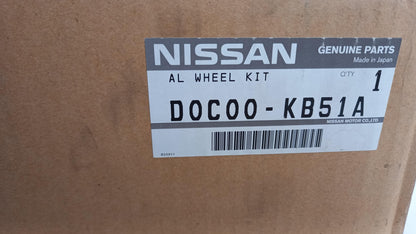 NISSAN GENUINE PARTS
Made in Japan
AL WHEEL KIT Q'TY 1
D0C00-KB51A
NISSAN MOTOR CO.,LTD.